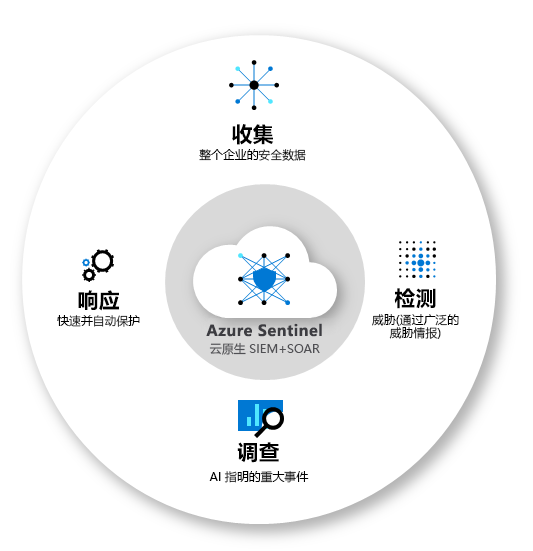 收集
整个企业的安全数据
响应
快速并自动保护
Azure Sentinel
云原生 SIEM+SOAR
检测
威胁(通过广泛的
威胁情报)
调查
AI 指明的重大事件